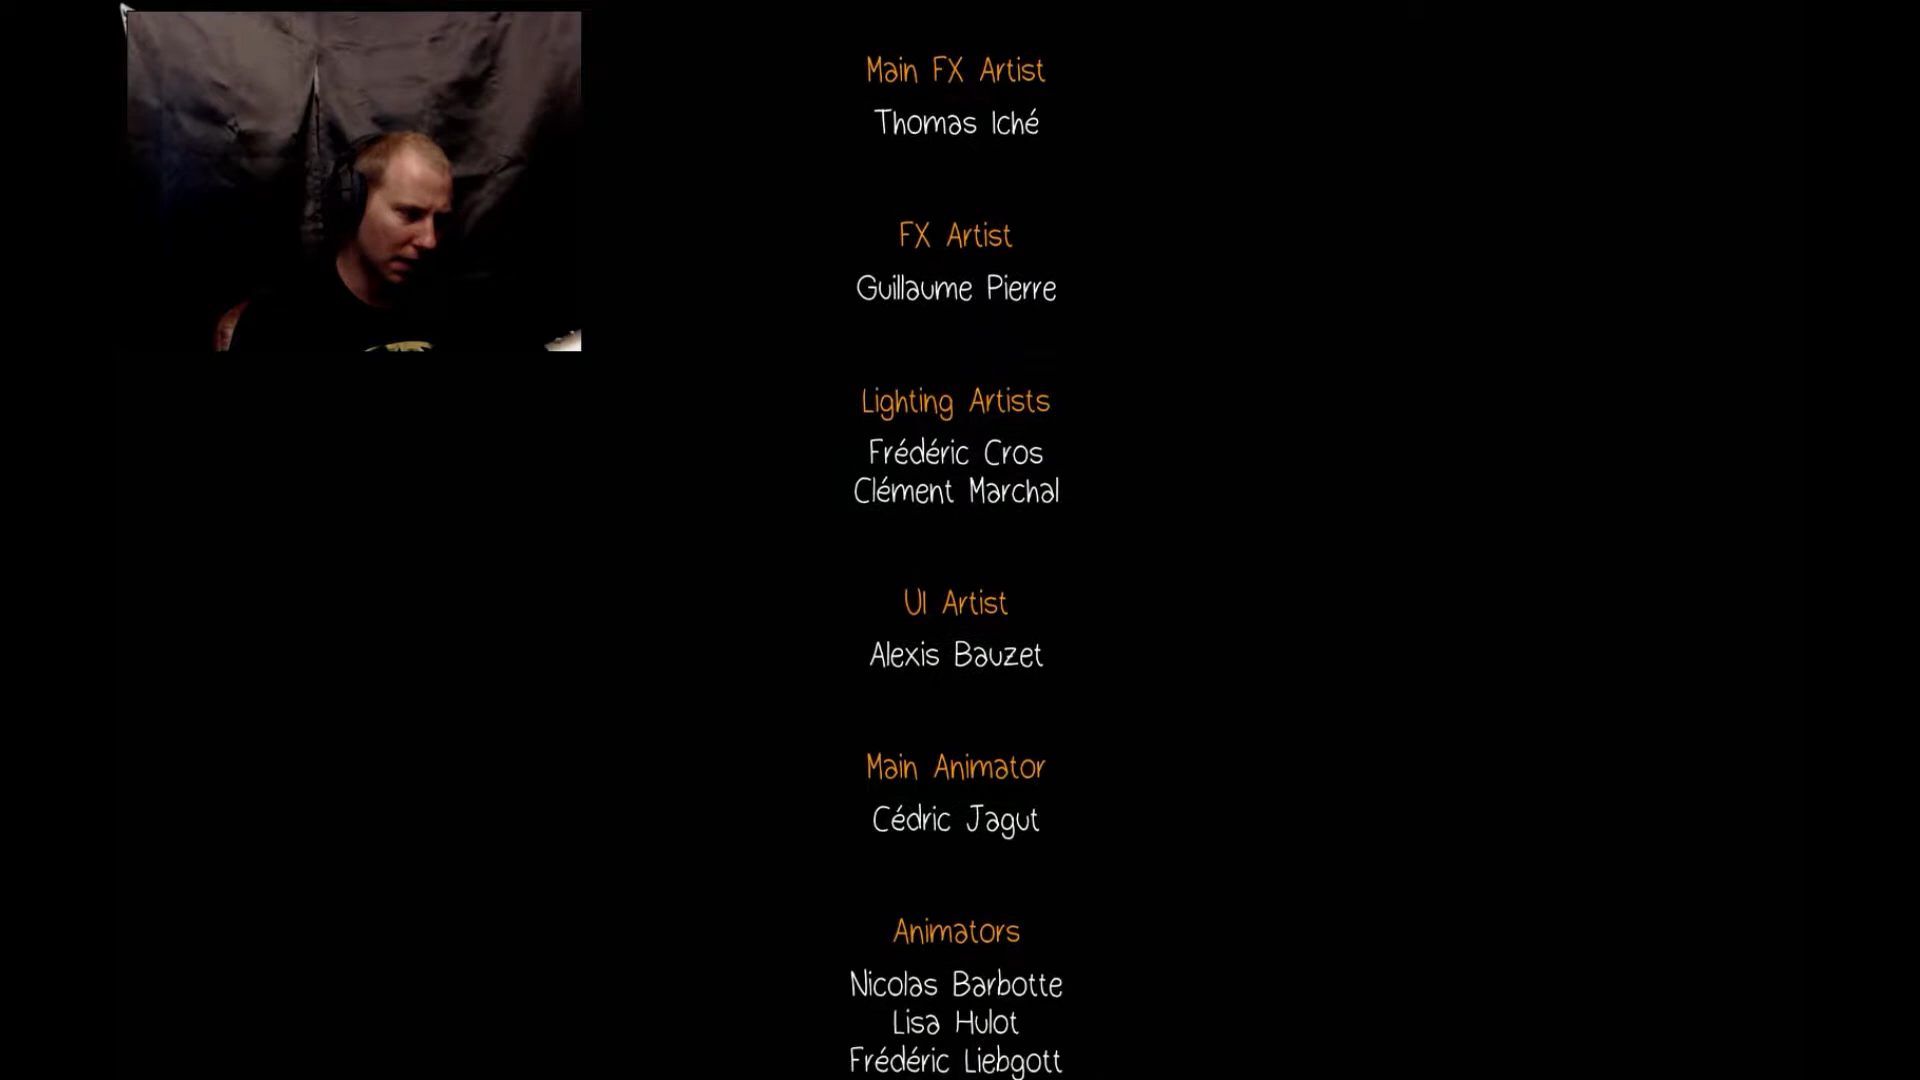 Main FX Artist
Thomas Iché
FX Artist
Guillaume Pierre
Lighting Artists
Frédéric Cros
Clément Marchal
UI Artist
Alexis Bauzet
Main Animator
Cédric Jagut
Animators
Nicolas Barbotte
Lisa Hulot
Frédéric Liebgott